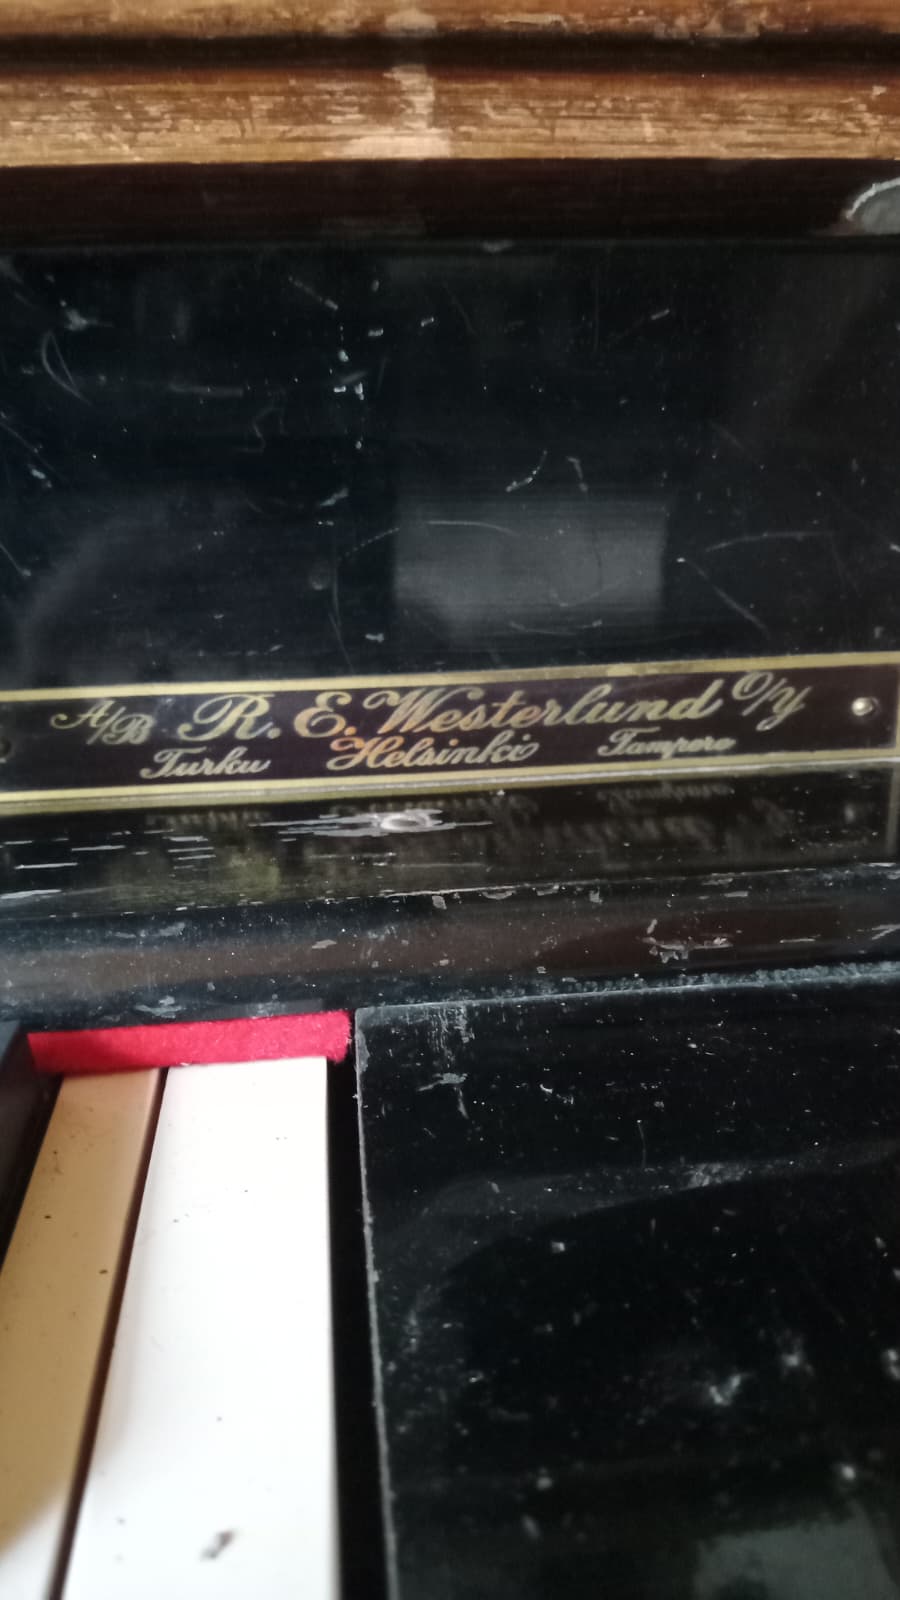 A/B R. E. Westerlund O/Y
Turku Helsinki Tampere